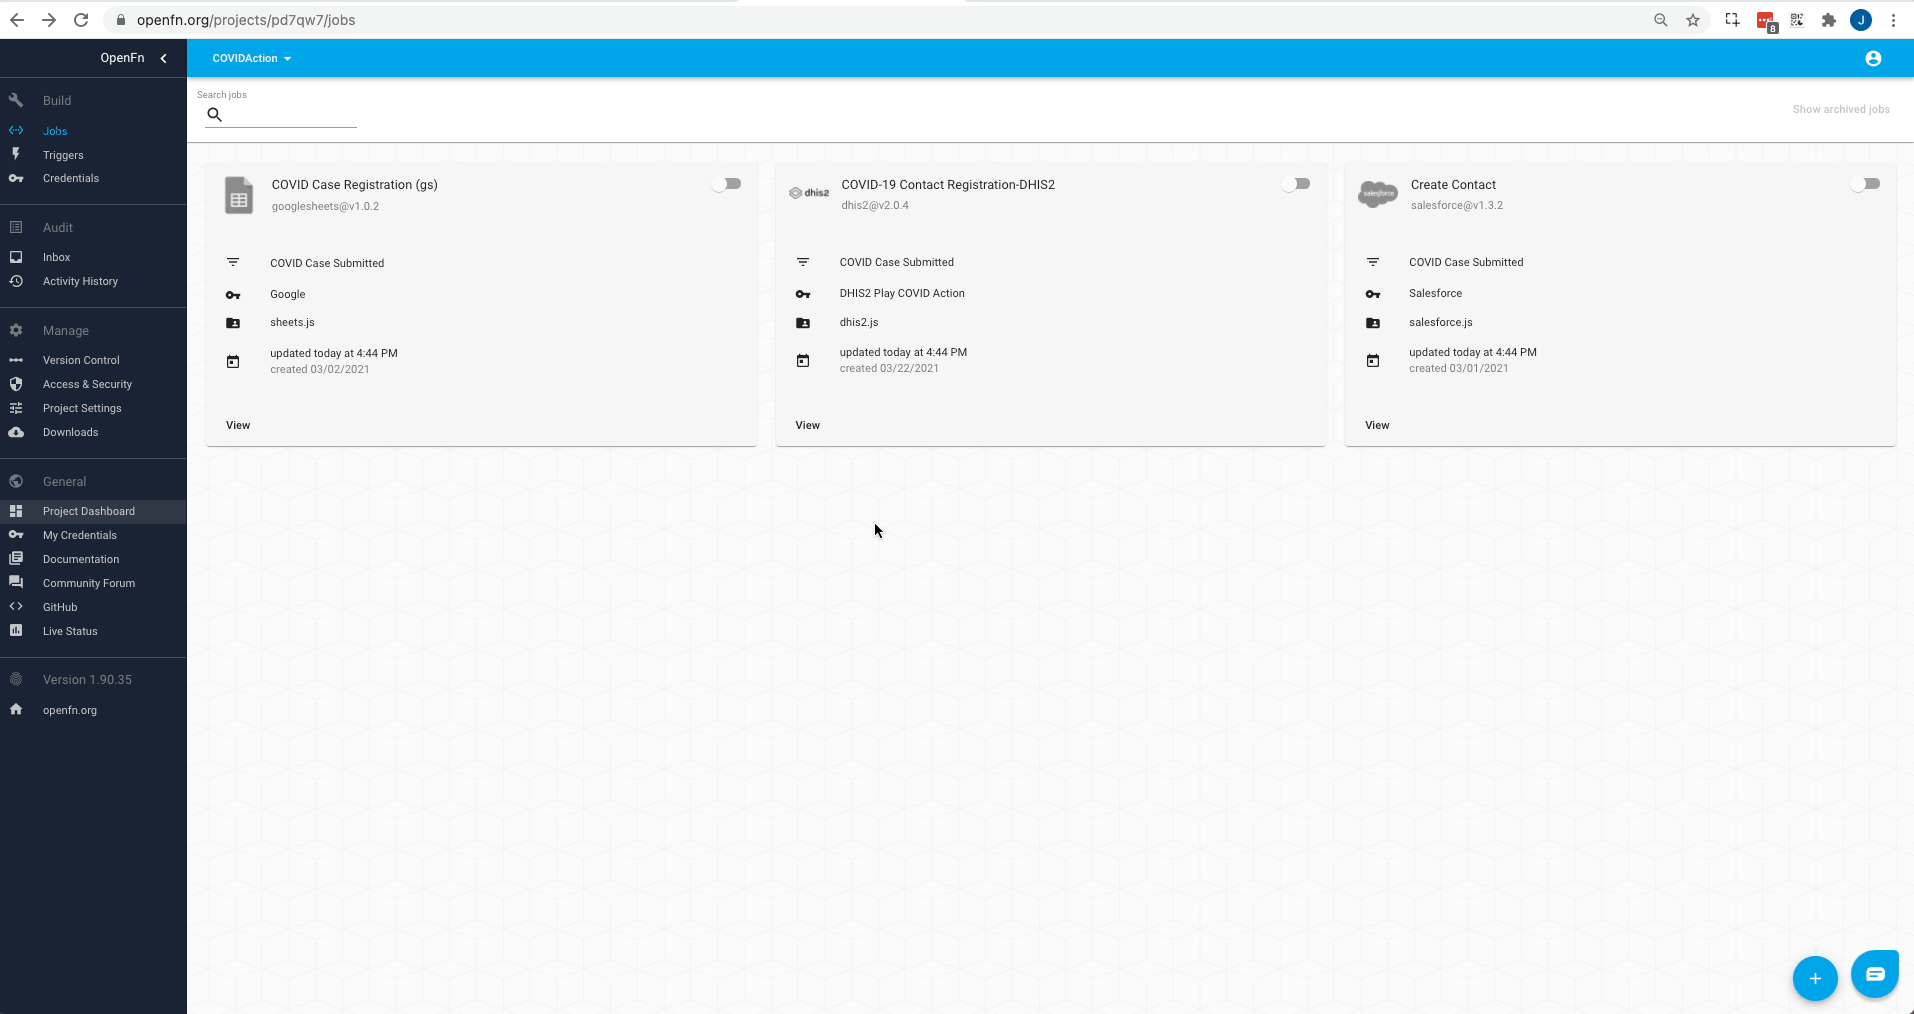 openfn.org/projects/pd7qw7/jobs
8
J
OpenFn
COVIDAction
Build
Jobs
Triggers
Credentials
Audit
Inbox
Activity History
Manage
Version Control
Access & Security
Project Settings
Downloads
General
Project Dashboard
My Credentials
Documentation
Community Forum
GitHub
Live Status
Version 1.90.35
openfn.org
Search jobs
Show archived jobs
COVID Case Registration (gs)
googlesheets@v1.0.2
COVID Case Submitted
Google
sheets.js
updated today at 4:44 PM
created 03/02/2021
View
dhis2
COVID-19 Contact Registration-DHIS2
dhis2@v2.0.4
COVID Case Submitted
DHIS2 Play COVID Action
dhis2.js
updated today at 4:44 PM
created 03/22/2021
View
salesforce
Create Contact
salesforce@v1.3.2
COVID Case Submitted
Salesforce
salesforce.js
updated today at 4:44 PM
created 03/01/2021
View